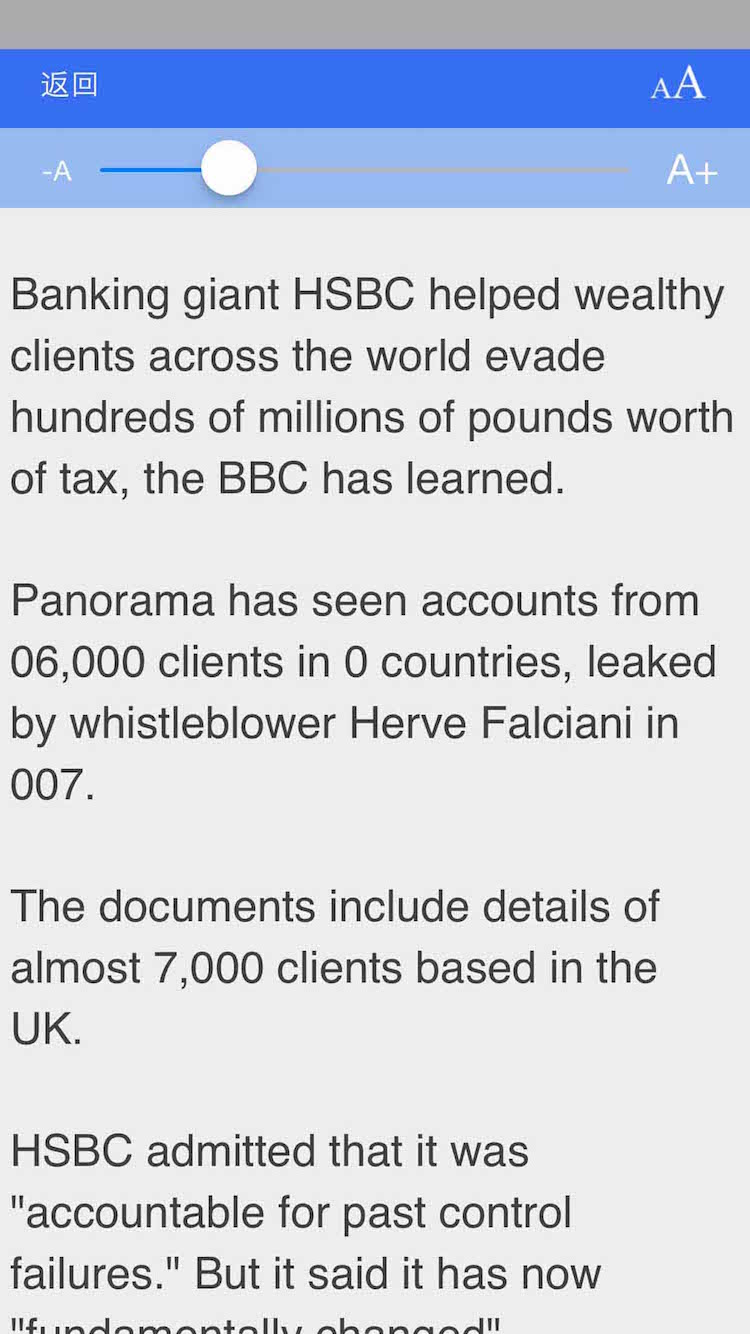 返回
AA
-A
A+
Banking giant HSBC helped wealthy
clients across the world evade
hundreds of millions of pounds worth
of tax, the BBC has learned.
Panorama has seen accounts from
06,000 clients in 0 countries, leaked
by whistleblower Herve Falciani in
007.
The documents include details of
almost 7,000 clients based in the
UK.
HSBC admitted that it was
"accountable for past control
failures." But it said it has now
"fundamentally changed".